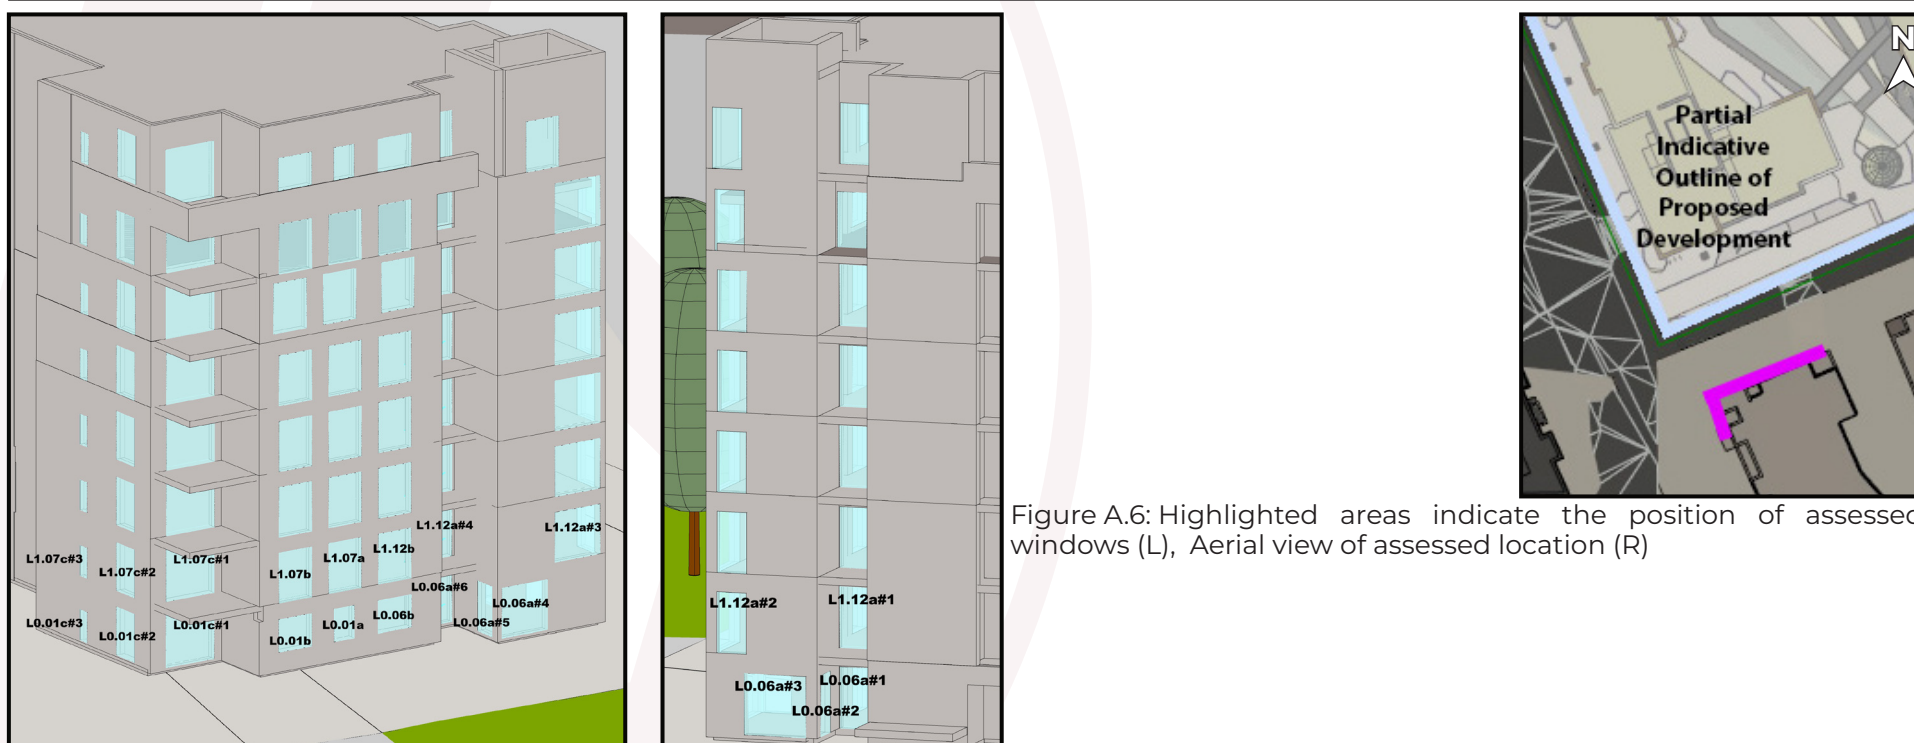 L1.12a#4
L1.12a#3
L1.07c#3
L1.07c#2
L1.07c#1
L1.07b
L1.07a
L1.12b
L0.06a#6
L0.06a#4
L0.06a#5
L0.01c#3
L0.01c#2
L0.01c#1
L0.01b
L0.01a
L0.06b
L1.12a#2
L1.12a#1
L0.06a#3
L0.06a#1
L0.06a#2
N
Partial
Indicative
Outline of
Proposed
Development
Figure A.6: Highlighted areas indicate the position of assessed
windows (L), Aerial view of assessed location (R)